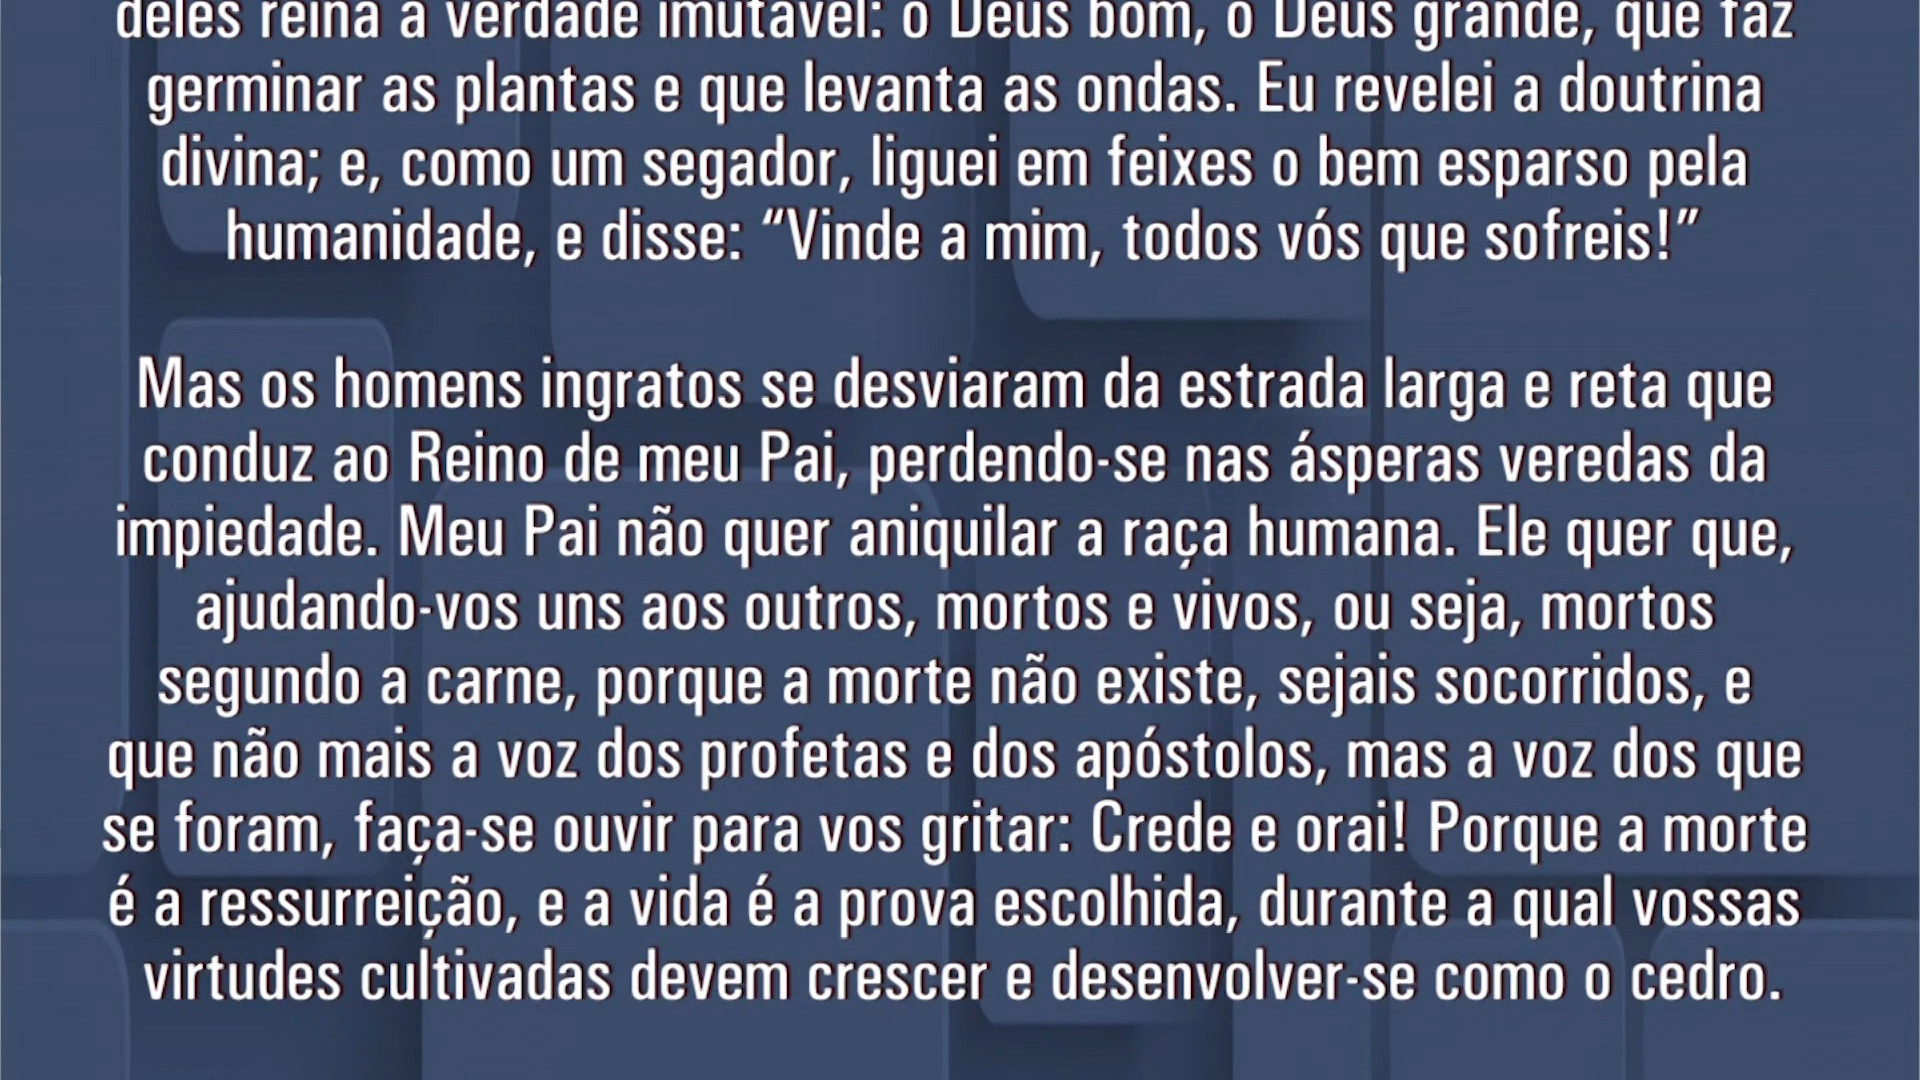 deles reina a verdade imutável: o Deus bom, o Deus grande, que faz
germinar as plantas e que levanta as ondas. Eu revelei a doutrina
divina; e, como um segador, liguei em feixes o bem esparso pela
humanidade, e disse: “Vinde a mim, todos vós que sofreis!”
Mas os homens ingratos se desviaram da estrada larga e reta que
conduz ao Reino de meu Pai, perdendo-se nas ásperas veredas da
impiedade. Meu Pai não quer aniquilar a raça humana. Ele quer que,
ajudando-vos uns aos outros, mortos e vivos, ou seja, mortos
segundo a carne, porque a morte não existe, sejais socorridos, e
que não mais a voz dos profetas e dos apóstolos, mas a voz dos que
se foram, faça-se ouvir para vos gritar: Crede e orai! Porque a morte
é a ressurreição, e a vida é a prova escolhida, durante a qual vossas
virtudes cultivadas devem crescer e desenvolver-se como o cedro.